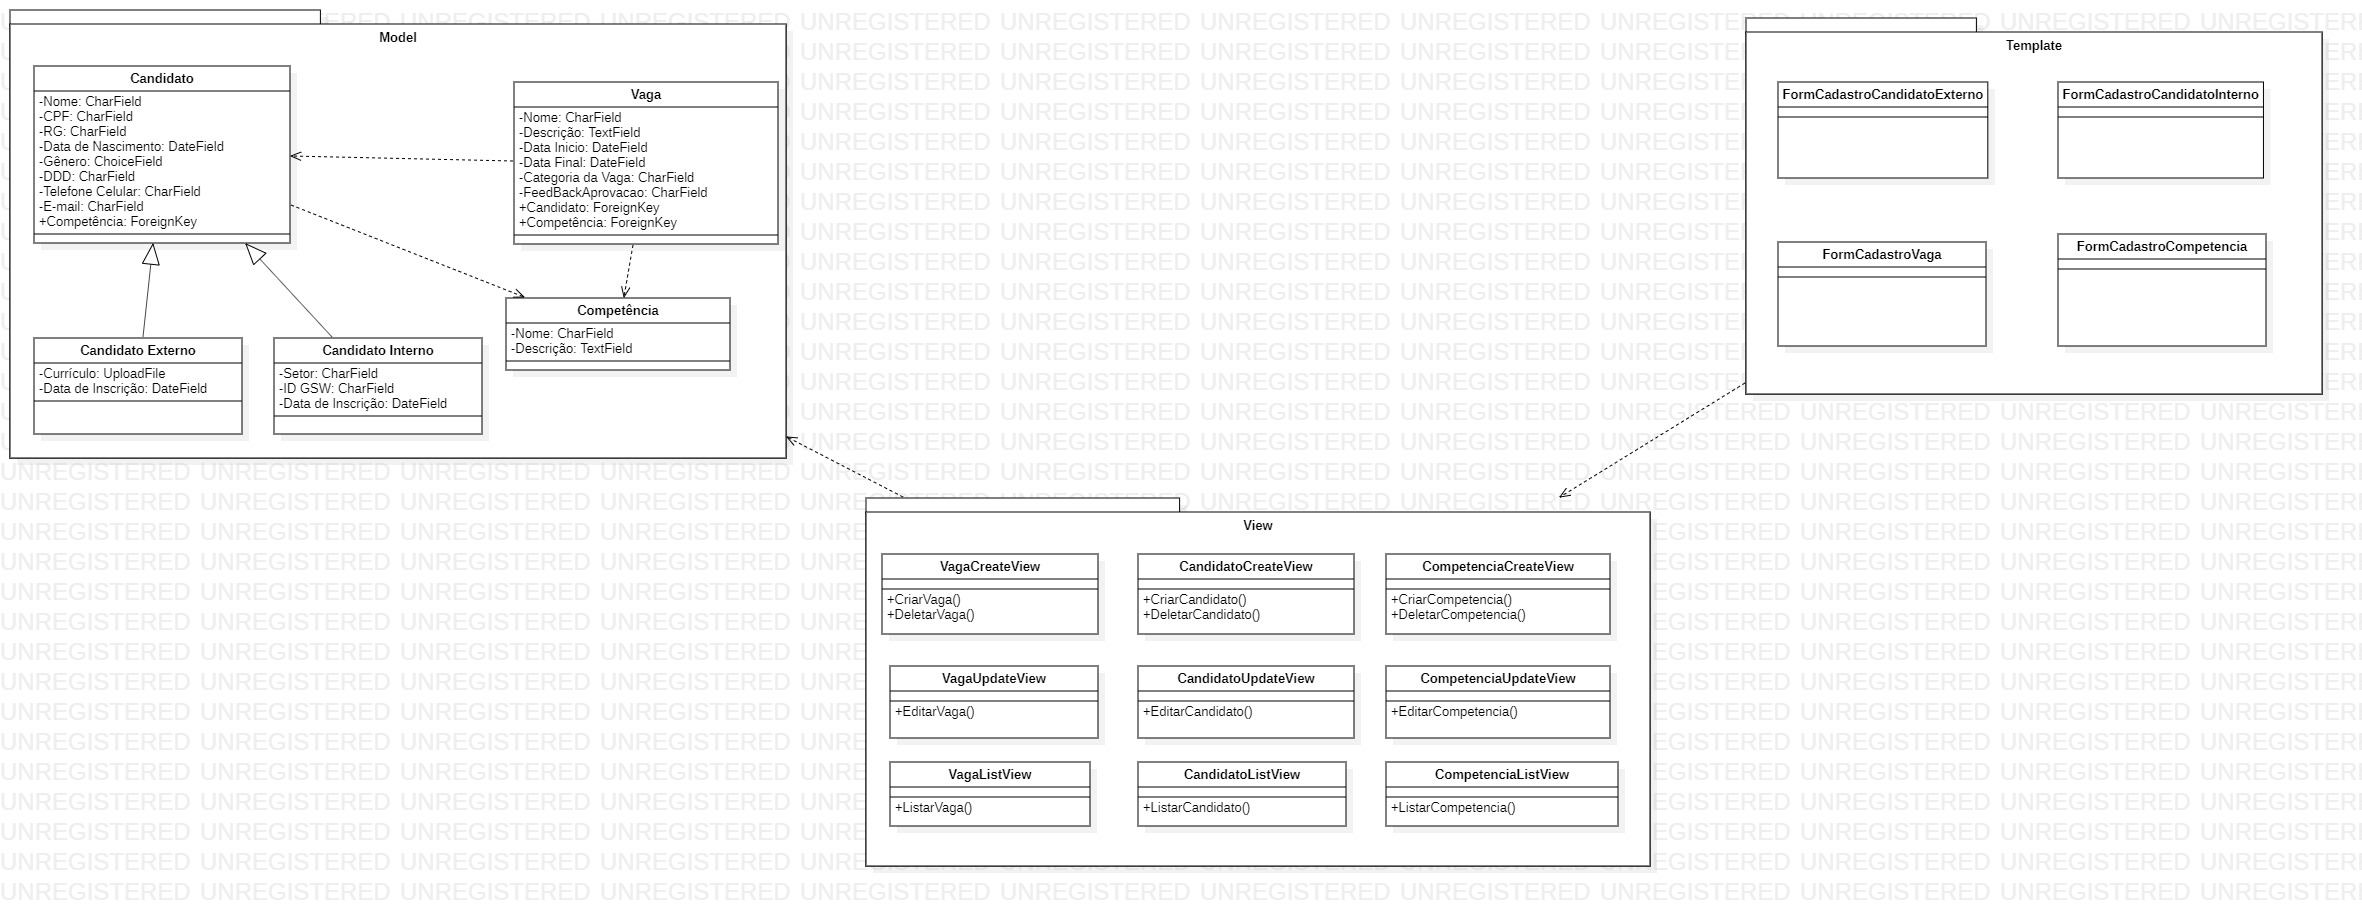 Model
Candidato
-Nome: CharField
-CPF: CharField
-RG: CharField
-Data de Nascimento: DateField
-Gênero: ChoiceField
-DDD: CharField
-Telefone Celular: CharField
-E-mail: CharField
+Competência: ForeignKey
Vaga
-Nome: CharField
-Descrição: TextField
-Data Inicio: DateField
-Data Final: DateField
-Categoria da Vaga: CharField
-FeedBackAprovacao: CharField
+Candidato: ForeignKey
+Competência: ForeignKey
Competência
-Nome: CharField
-Descrição: TextField
Candidato Externo
-Currículo: UploadFile
-Data de Inscrição: DateField
Candidato Interno
-Setor: CharField
-ID GSW: CharField
-Data de Inscrição: DateField
Template
FormCadastroCandidatoExterno
FormCadastroCandidatoInterno
FormCadastroVaga
FormCadastroCompetencia
View
VagaCreateView
+CriarVaga()
+DeletarVaga()
CandidatoCreateView
+CriarCandidato()
+DeletarCandidato()
CompetenciaCreateView
+CriarCompetencia()
+DeletarCompetencia()
VagaUpdateView
+EditarVaga()
CandidatoUpdateView
+EditarCandidato()
CompetenciaUpdateView
+EditarCompetencia()
VagaListView
+ListarVaga()
CandidatoListView
+ListarCandidato()
CompetenciaListView
+ListarCompetencia()
UNREGISTERED